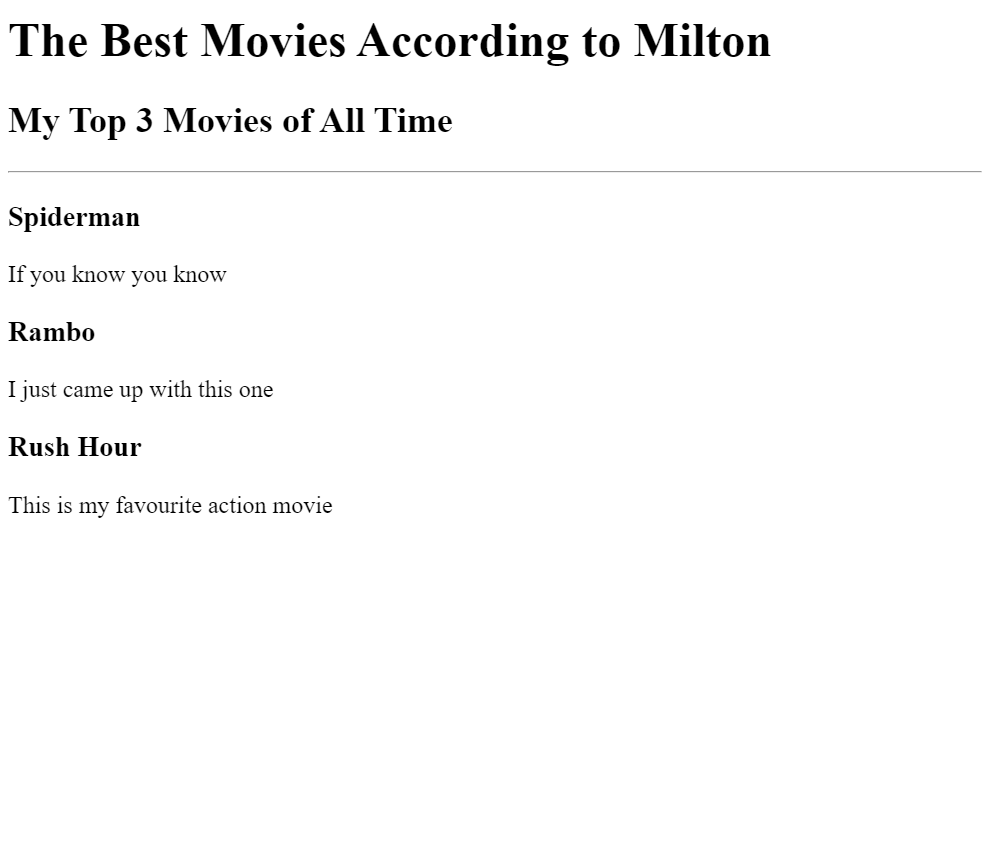 The Best Movies According to Milton
My Top 3 Movies of All Time
Spiderman
If you know you know
Rambo
I just came up with this one
Rush Hour
This is my favourite action movie